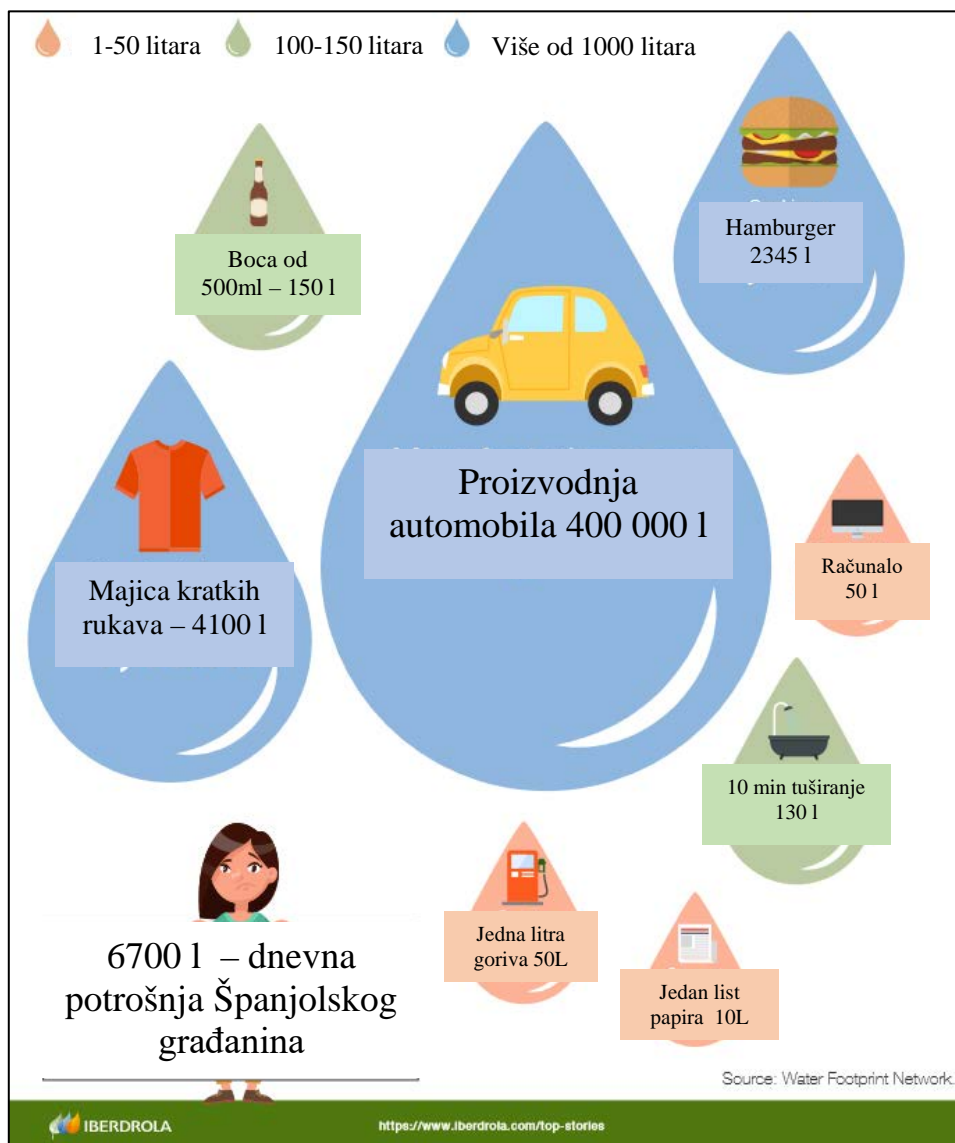 1-50 litara
100-150 litara
Više od 1000 litara
Hamburger
2345 l
Boca od
500ml – 150 l
Proizvodnja
automobila 400 000 l
Majica kratkih
rukava – 4100 l
Računalo
50 l
10 min tuširanje
130 l
Jedna litra
goriva 50L
Jedan list
papira 10L
6700 l – dnevna
potrošnja Španjolskog
građanina
Source: Water Footprint Network.
IBERDROLA
https://www.iberdrola.com/top-stories